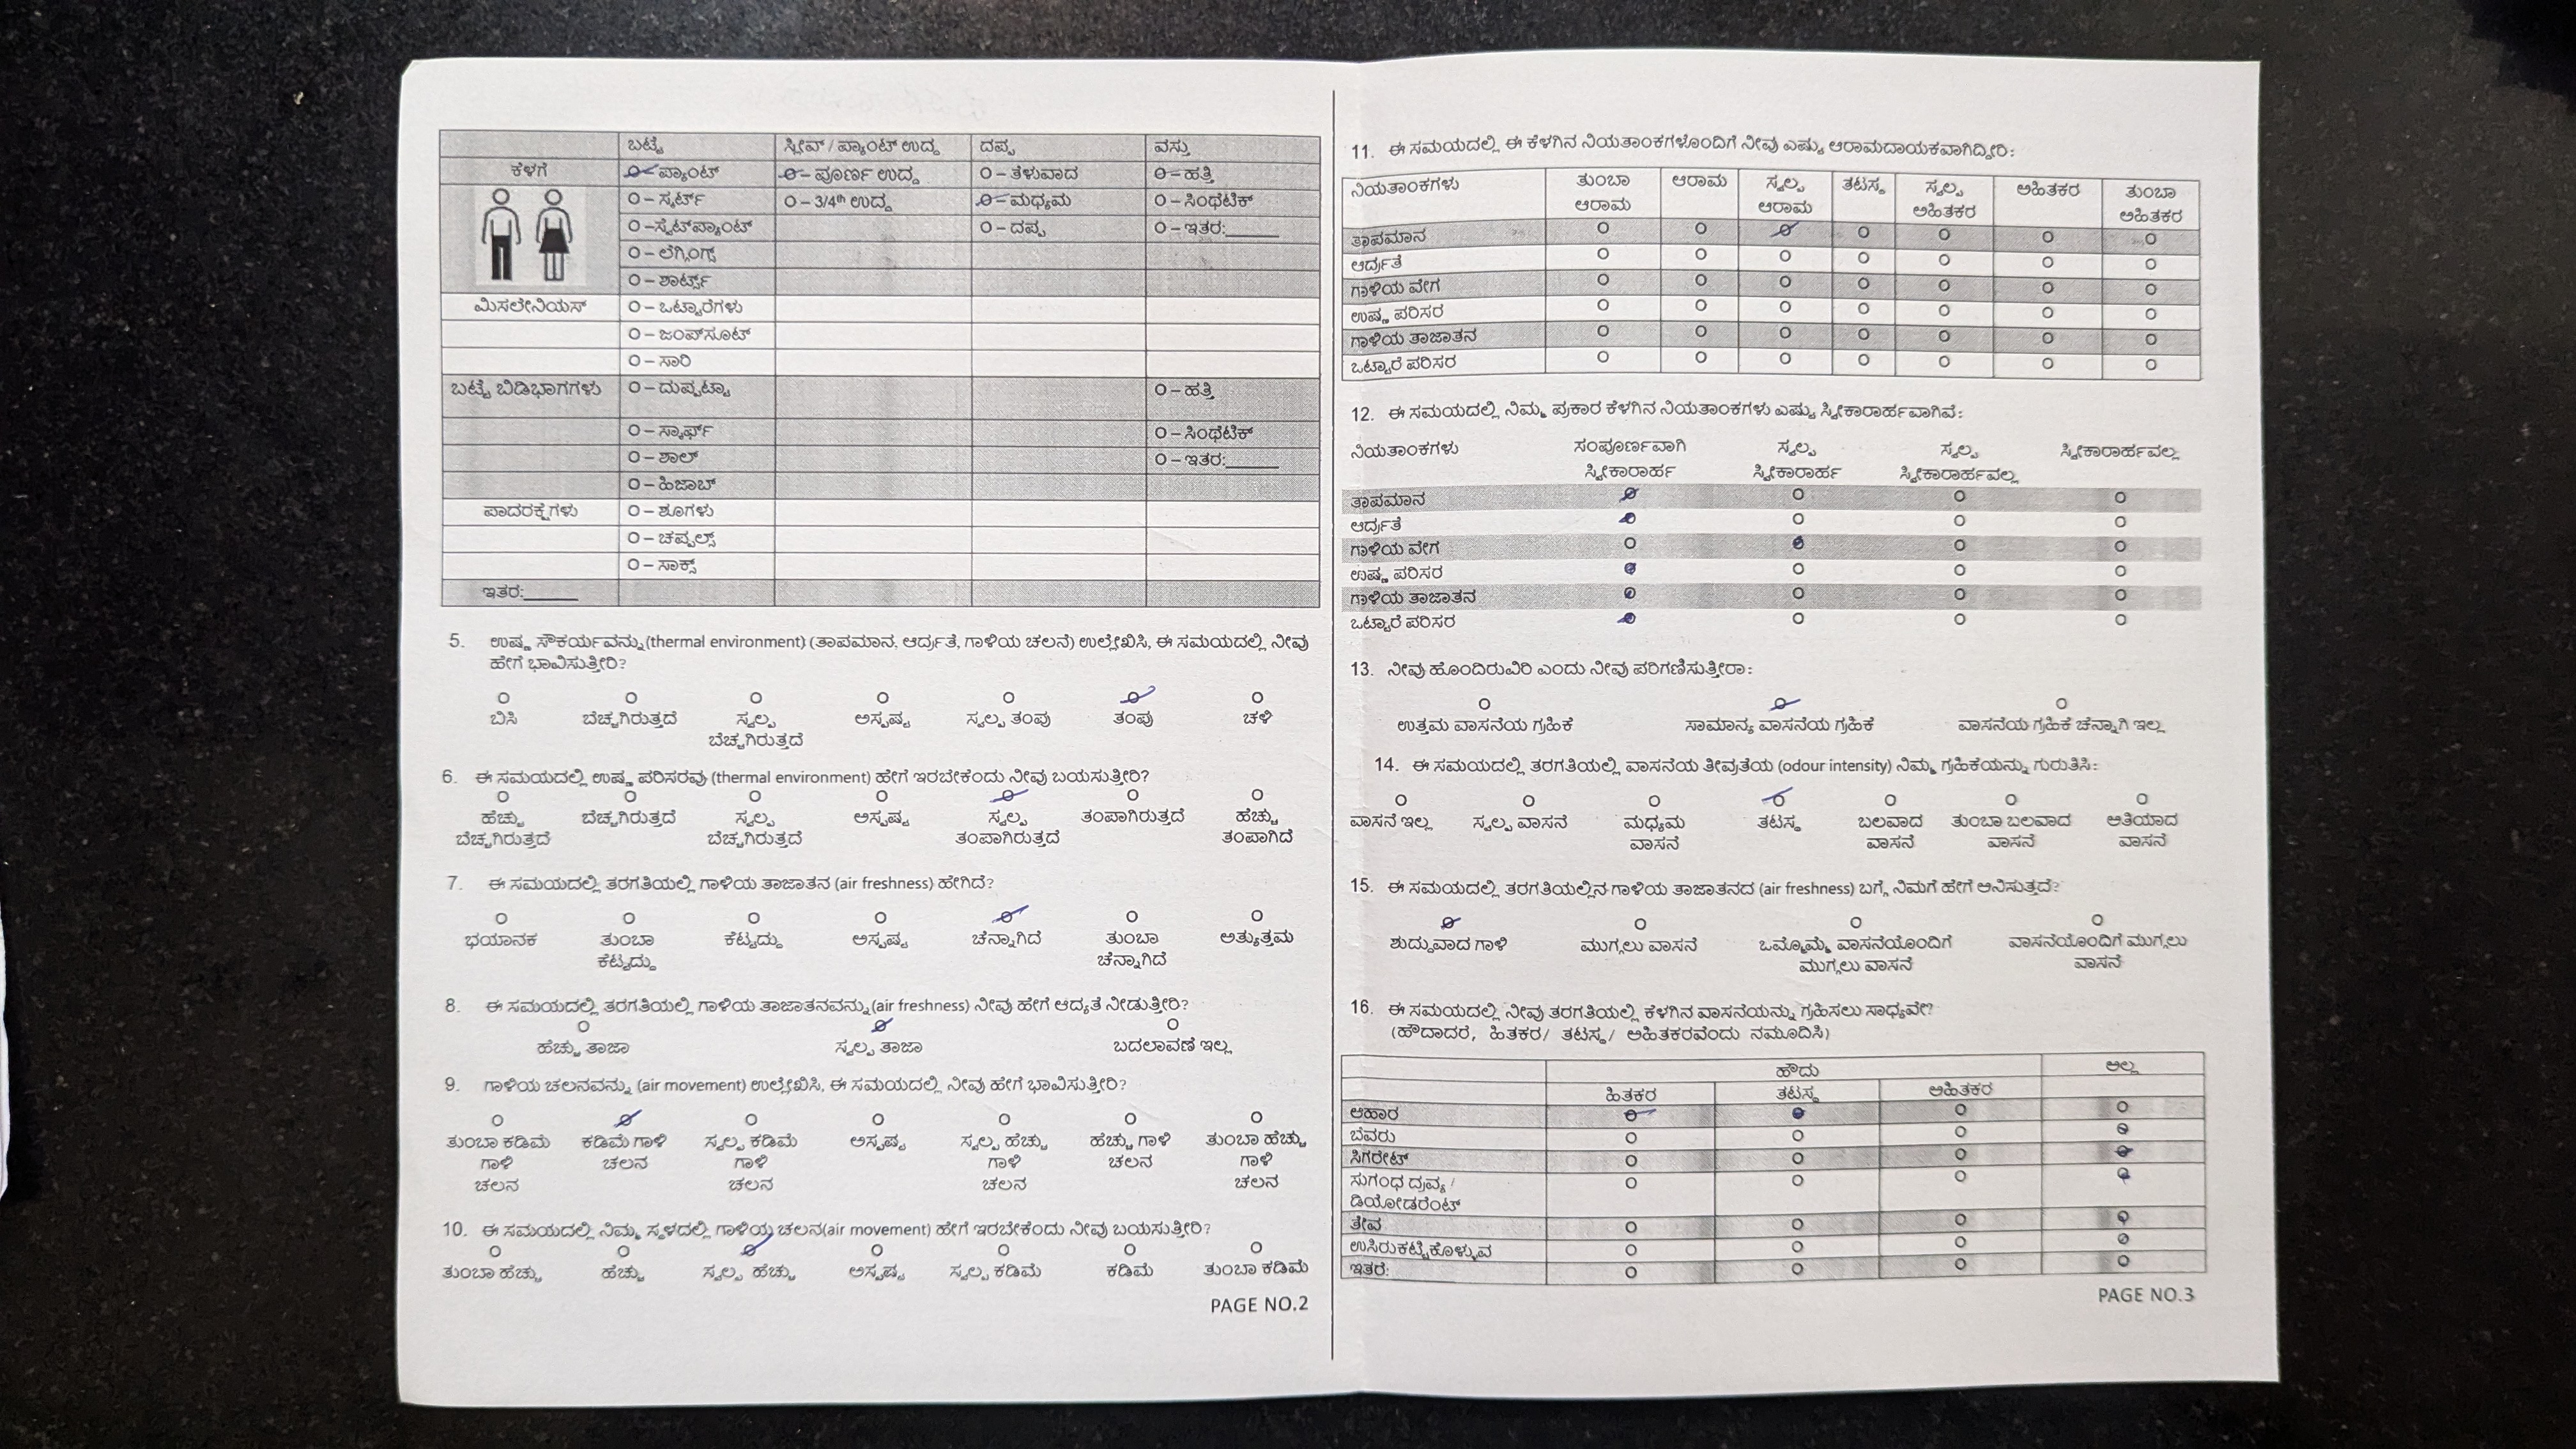 ಬಟ್ಟೆ ಸ್ಲೀವ್ / ಪ್ಯಾಂಟ್ ಉದ್ದ ದಪ್ಪ ವಸ್ತು
ಕೆಳಗೆ O – ಪ್ಯಾಂಟ್ O – ಪೂರ್ಣ ಉದ್ದ O – ತೆಳುವಾದ O – ಹತ್ತಿ
O – ಸ್ಕರ್ಟ್ O – 3/4th ಉದ್ದ O – ಮಧ್ಯಮ O – ಸಿಂಥೆಟಿಕ್
O –ಸ್ವೆಟ್‌ಪ್ಯಾಂಟ್ O – ದಪ್ಪ O – ಇತರ:______
O – ಲೆಗ್ಗಿಂಗ್ಸ್
O – ಶಾರ್ಟ್ಸ್
ಮಿಸಲೇನಿಯಸ್ O – ಒಟ್ಟಾರೆಗಳು
O – ಜಂಪ್‌ಸೂಟ್
O – ಸಾರಿ
ಬಟ್ಟೆ ಬಿಡಿಭಾಗಗಳು O – ದುಪ್ಪಟ್ಟಾ O – ಹತ್ತಿ
O – ಸ್ಕಾರ್ಫ್ O – ಸಿಂಥೆಟಿಕ್
O – ಶಾಲ್ O – ಇತರ:______
O – ಹಿಜಾಬ್
ಪಾದರಕ್ಷೆಗಳು O – ಶೂಗಳು
O – ಚಪ್ಪಲ್ಸ್
O – ಸಾಕ್ಸ್
ಇತರ:______
5. ಉಷ್ಣ ಸೌಕರ್ಯವನ್ನು (thermal environment) (ತಾಪಮಾನ, ಆರ್ದ್ರತೆ, ಗಾಳಿಯ ಚಲನೆ) ಉಲ್ಲೇಖಿಸಿ, ಈ ಸಮಯದಲ್ಲಿ ನೀವು
ಹೇಗೆ ಭಾವಿಸುತ್ತೀರಿ?
ಬಿಸಿ ಬೆಚ್ಚಗಿರುತ್ತದೆ ಸ್ವಲ್ಪ ಅಸ್ಪಷ್ಟ ಸ್ವಲ್ಪ ತಂಪು ತಂಪು ಚಳಿ
ಬೆಚ್ಚಗಿರುತ್ತದೆ
6. ಈ ಸಮಯದಲ್ಲಿ ಉಷ್ಣ ಪರಿಸರವು (thermal environment) ಹೇಗೆ ಇರಬೇಕೆಂದು ನೀವು ಬಯಸುತ್ತೀರಿ?
ಹೆಚ್ಚು ಬೆಚ್ಚಗಿರುತ್ತದೆ ಸ್ವಲ್ಪ ಅಸ್ಪಷ್ಟ ಸ್ವಲ್ಪ ತಂಪಾಗಿರುತ್ತದೆ ಹೆಚ್ಚು
ಬೆಚ್ಚಗಿರುತ್ತದೆ ಬೆಚ್ಚಗಿರುತ್ತದೆ ತಂಪಾಗಿರುತ್ತದೆ ತಂಪಾಗಿದೆ
7. ಈ ಸಮಯದಲ್ಲಿ ತರಗತಿಯಲ್ಲಿ ಗಾಳಿಯ ತಾಜಾತನ (air freshness) ಹೇಗಿದೆ?
ಭಯಾನಕ ತುಂಬಾ ಕೆಟ್ಟದ್ದು ಅಸ್ಪಷ್ಟ ಚೆನ್ನಾಗಿದೆ ತುಂಬಾ ಅತ್ಯುತ್ತಮ
ಕೆಟ್ಟದ್ದು ಚೆನ್ನಾಗಿದೆ
8. ಈ ಸಮಯದಲ್ಲಿ ತರಗತಿಯಲ್ಲಿ ಗಾಳಿಯ ತಾಜಾತನವನ್ನು (air freshness) ನೀವು ಹೇಗೆ ಆದ್ಯತೆ ನೀಡುತ್ತೀರಿ?
ಹೆಚ್ಚು ತಾಜಾ ಸ್ವಲ್ಪ ತಾಜಾ ಬದಲಾವಣೆ ಇಲ್ಲ
9. ಗಾಳಿಯ ಚಲನವನ್ನು (air movement) ಉಲ್ಲೇಖಿಸಿ, ಈ ಸಮಯದಲ್ಲಿ ನೀವು ಹೇಗೆ ಭಾವಿಸುತ್ತೀರಿ?
ತುಂಬಾ ಕಡಿಮೆ ಕಡಿಮೆ ಗಾಳಿ ಸ್ವಲ್ಪ ಕಡಿಮೆ ಅಸ್ಪಷ್ಟ ಸ್ವಲ್ಪ ಹೆಚ್ಚು ಹೆಚ್ಚು ಗಾಳಿ ತುಂಬಾ ಹೆಚ್ಚು
ಗಾಳಿ ಚಲನ ಗಾಳಿ ಗಾಳಿ ಚಲನ ಗಾಳಿ
ಚಲನ ಚಲನ ಚಲನ ಚಲನ
10. ಈ ಸಮಯದಲ್ಲಿ ನಿಮ್ಮ ಸ್ಥಳದಲ್ಲಿ ಗಾಳಿಯ ಚಲನ(air movement) ಹೇಗೆ ಇರಬೇಕೆಂದು ನೀವು ಬಯಸುತ್ತೀರಿ?
ತುಂಬಾ ಹೆಚ್ಚು ಹೆಚ್ಚು ಸ್ವಲ್ಪ ಹೆಚ್ಚು ಅಸ್ಪಷ್ಟ ಸ್ವಲ್ಪ ಕಡಿಮೆ ಕಡಿಮೆ ತುಂಬಾ ಕಡಿಮೆ
PAGE NO.2
11. ಈ ಸಮಯದಲ್ಲಿ ಈ ಕೆಳಗಿನ ನಿಯತಾಂಕಗಳೊಂದಿಗೆ ನೀವು ಎಷ್ಟು ಆರಾಮದಾಯಕವಾಗಿದ್ದೀರಿ:
ನಿಯತಾಂಕಗಳು ತುಂಬಾ ಆರಾಮ ಸ್ವಲ್ಪ ತಟಸ್ಥ ಸ್ವಲ್ಪ ಅಹಿತಕರ ತುಂಬಾ
ಆರಾಮ ಆರಾಮ ಅಹಿತಕರ ಅಹಿತಕರ
ತಾಪಮಾನ
ಆರ್ದ್ರತೆ
ಗಾಳಿಯ ವೇಗ
ಉಷ್ಣ ಪರಿಸರ
ಗಾಳಿಯ ತಾಜಾತನ
ಒಟ್ಟಾರೆ ಪರಿಸರ
12. ಈ ಸಮಯದಲ್ಲಿ ನಿಮ್ಮ ಪ್ರಕಾರ ಕೆಳಗಿನ ನಿಯತಾಂಕಗಳು ಎಷ್ಟು ಸ್ವೀಕಾರಾರ್ಹವಾಗಿವೆ:
ನಿಯತಾಂಕಗಳು ಸಂಪೂರ್ಣವಾಗಿ ಸ್ವಲ್ಪ ಸ್ವಲ್ಪ ಸ್ವೀಕಾರಾರ್ಹವಲ್ಲ
ಸ್ವೀಕಾರಾರ್ಹ ಸ್ವೀಕಾರಾರ್ಹ ಸ್ವೀಕಾರಾರ್ಹವಲ್ಲ
ತಾಪಮಾನ
ಆರ್ದ್ರತೆ
ಗಾಳಿಯ ವೇಗ
ಉಷ್ಣ ಪರಿಸರ
ಗಾಳಿಯ ತಾಜಾತನ
ಒಟ್ಟಾರೆ ಪರಿಸರ
13. ನೀವು ಹೊಂದಿರುವಿರಿ ಎಂದು ನೀವು ಪರಿಗಣಿಸುತ್ತೀರಾ:
ಉತ್ತಮ ವಾಸನೆಯ ಗ್ರಹಿಕೆ ಸಾಮಾನ್ಯ ವಾಸನೆಯ ಗ್ರಹಿಕೆ ವಾಸನೆಯ ಗ್ರಹಿಕೆ ಚೆನ್ನಾಗಿ ಇಲ್ಲ
14. ಈ ಸಮಯದಲ್ಲಿ ತರಗತಿಯಲ್ಲಿ ವಾಸನೆಯ ತೀವ್ರತೆಯ (odour intensity) ನಿಮ್ಮ ಗ್ರಹಿಕೆಯನ್ನು ಗುರುತಿಸಿ:
ವಾಸನೆ ಇಲ್ಲ ಸ್ವಲ್ಪ ವಾಸನೆ ಮಧ್ಯಮ ತಟಸ್ಥ ಬಲವಾದ ತುಂಬಾ ಬಲವಾದ ಅತಿಯಾದ
ವಾಸನೆ ವಾಸನೆ ವಾಸನೆ ವಾಸನೆ
15. ಈ ಸಮಯದಲ್ಲಿ ತರಗತಿಯಲ್ಲಿನ ಗಾಳಿಯ ತಾಜಾತನದ (air freshness) ಬಗ್ಗೆ ನಿಮಗೆ ಹೇಗೆ ಅನಿಸುತ್ತದೆ?
ಶುದ್ದುವಾದ ಗಾಳಿ ಮುಗ್ಗಲು ವಾಸನೆ ಒಮ್ಮೊಮ್ಮೆ ವಾಸನೆಯೊಂದಿಗೆ ವಾಸನೆಯೊಂದಿಗೆ ಮುಗ್ಗಲು
ಮುಗ್ಗಲು ವಾಸನೆ ವಾಸನೆ
16. ಈ ಸಮಯದಲ್ಲಿ ನೀವು ತರಗತಿಯಲ್ಲಿ ಕೆಳಗಿನ ವಾಸನೆಯನ್ನು ಗ್ರಹಿಸಲು ಸಾಧ್ಯವೇ?
(ಹೌದಾದರೆ, ಹಿತಕರ/ ತಟಸ್ಥ/ ಅಹಿತಕರವೆಂದು ನಮೂದಿಸಿ)
ಹೌದು ಅಲ್ಲ
ಹಿತಕರ ತಟಸ್ಥ ಅಹಿತಕರ
ಆಹಾರ
ಬೆವರು
ಸಿಗರೇಟ್
ಸುಗಂಧ ದ್ರವ್ಯ /
ಡಿಯೋಡರೆಂಟ್
ತೇವ
ಉಸಿರುಕಟ್ಟಿಕೊಳ್ಳುವ
ಇತರೆ:
PAGE NO.3